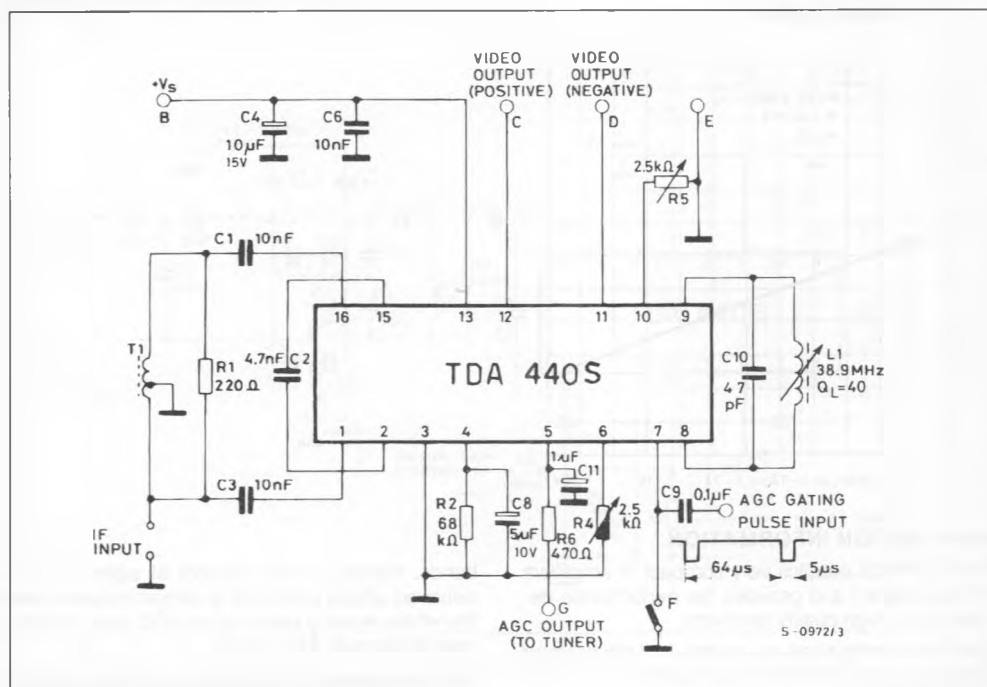 VIDEO OUTPUT (POSITIVE)
VIDEO OUTPUT (NEGATIVE)
+Vs
B
C4
10µF
15V
C6
10nF
C
D
E
2.5kΩ
R5
C1
10nF
16
15
13
12
11
10
9
T1
R1
220Ω
4.7nF
C2
TDA 440S
C10
4 7
pF
L1
38.9MHz
QL=40
1
2
3
4
5
6
7
8
C3
10nF
IF
INPUT
R2
68
kΩ
C8
5µF
10V
1µF
C11
R6
470Ω
R4
2.5
kΩ
C9
0.1µF
AGC GATING
PULSE INPUT
64µs
5µs
G
AGC OUTPUT
(TO TUNER)
F
S-0972/3